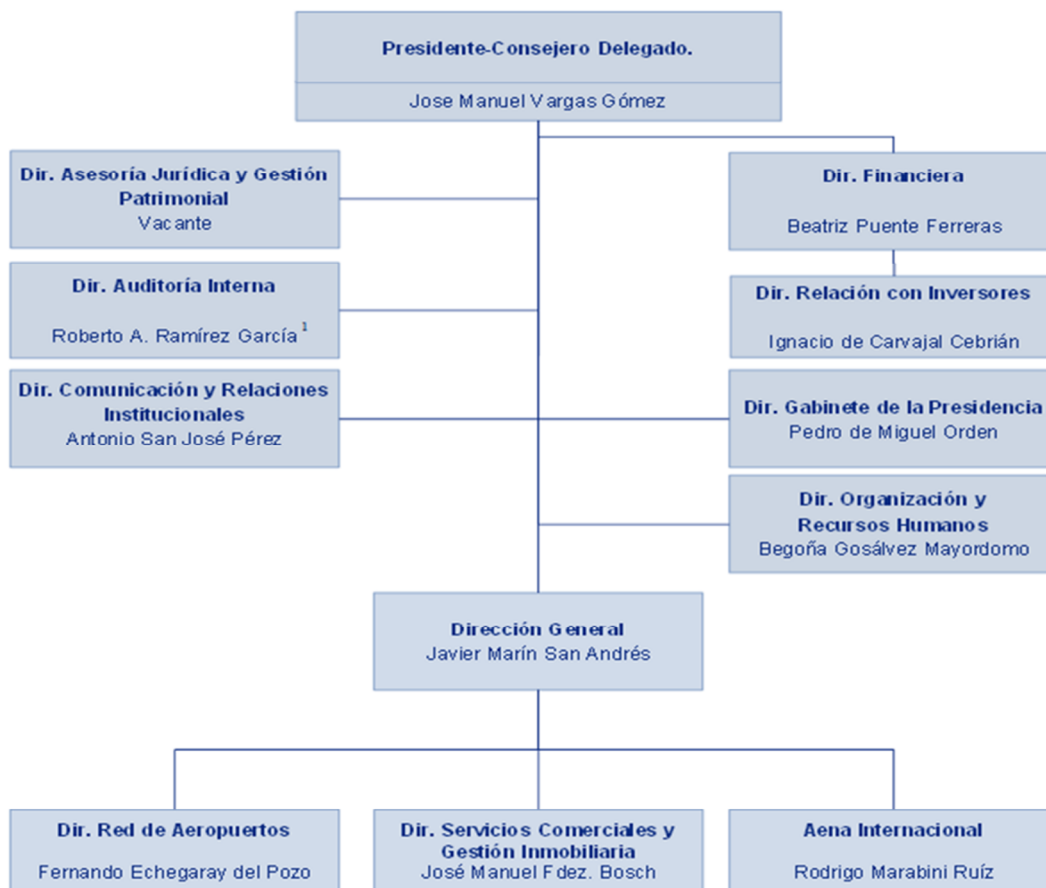 Presidente-Consejero Delegado.
Jose Manuel Vargas Gómez
Dir. Asesoría Jurídica y Gestión
Patrimonial
Vacante
Dir. Financiera
Beatriz Puente Ferreras
Dir. Auditoría Interna
Roberto A. Ramírez García¹
Dir. Relación con Inversores
Ignacio de Carvajal Cebrián
Dir. Comunicación y Relaciones
Institucionales
Antonio San José Pérez
Dir. Gabinete de la Presidencia
Pedro de Miguel Orden
Dir. Organización y
Recursos Humanos
Begoña Gosálvez Mayordomo
Dirección General
Javier Marín San Andrés
Dir. Red de Aeropuertos
Fernando Echegaray del Pozo
Dir. Servicios Comerciales y
Gestión Inmobiliaria
José Manuel Fdez. Bosch
Aena Internacional
Rodrigo Marabini Ruíz